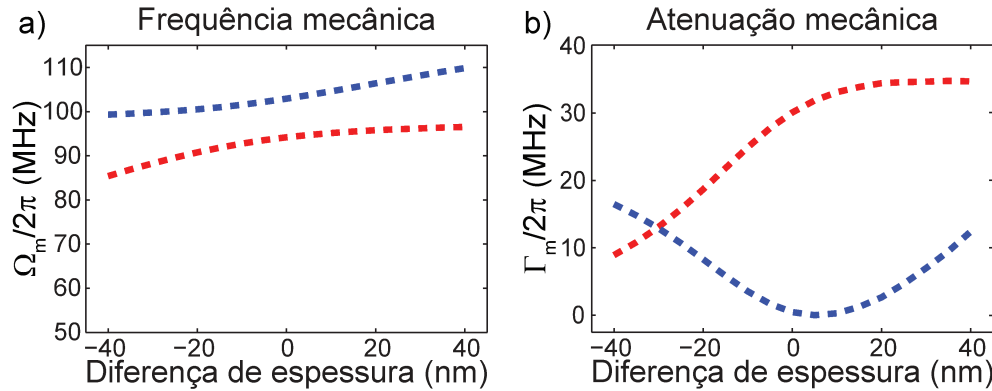 a) Frequência mecânica
Ω_m/2π (MHz)
110
100
90
80
70
60
50
−40 −20 0 20 40
Diferença de espessura (nm)
b) Atenuação mecânica
Γ_m/2π (MHz)
40
30
20
10
0
−40 −20 0 20 40
Diferença de espessura (nm)